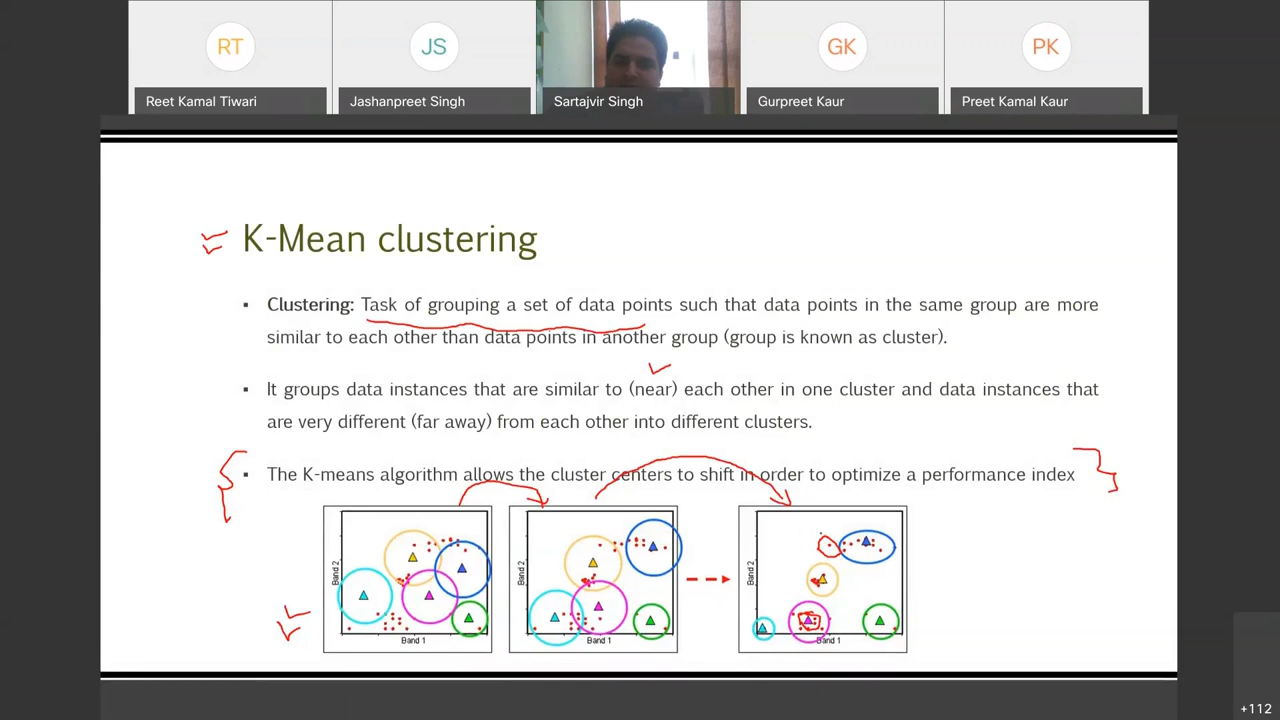 RT
JS
GK
PK
Reet Kamal Tiwari
Jashanpreet Singh
Sartajvir Singh
Gurpreet Kaur
Preet Kamal Kaur
K-Mean clustering
▪ Clustering: Task of grouping a set of data points such that data points in the same group are more
similar to each other than data points in another group (group is known as cluster).
▪ It groups data instances that are similar to (near) each other in one cluster and data instances that
are very different (far away) from each other into different clusters.
▪ The K-means algorithm allows the cluster centers to shift in order to optimize a performance index
Band 2
Band 1
Band 2
Band 1
Band 2
Band 1
+112